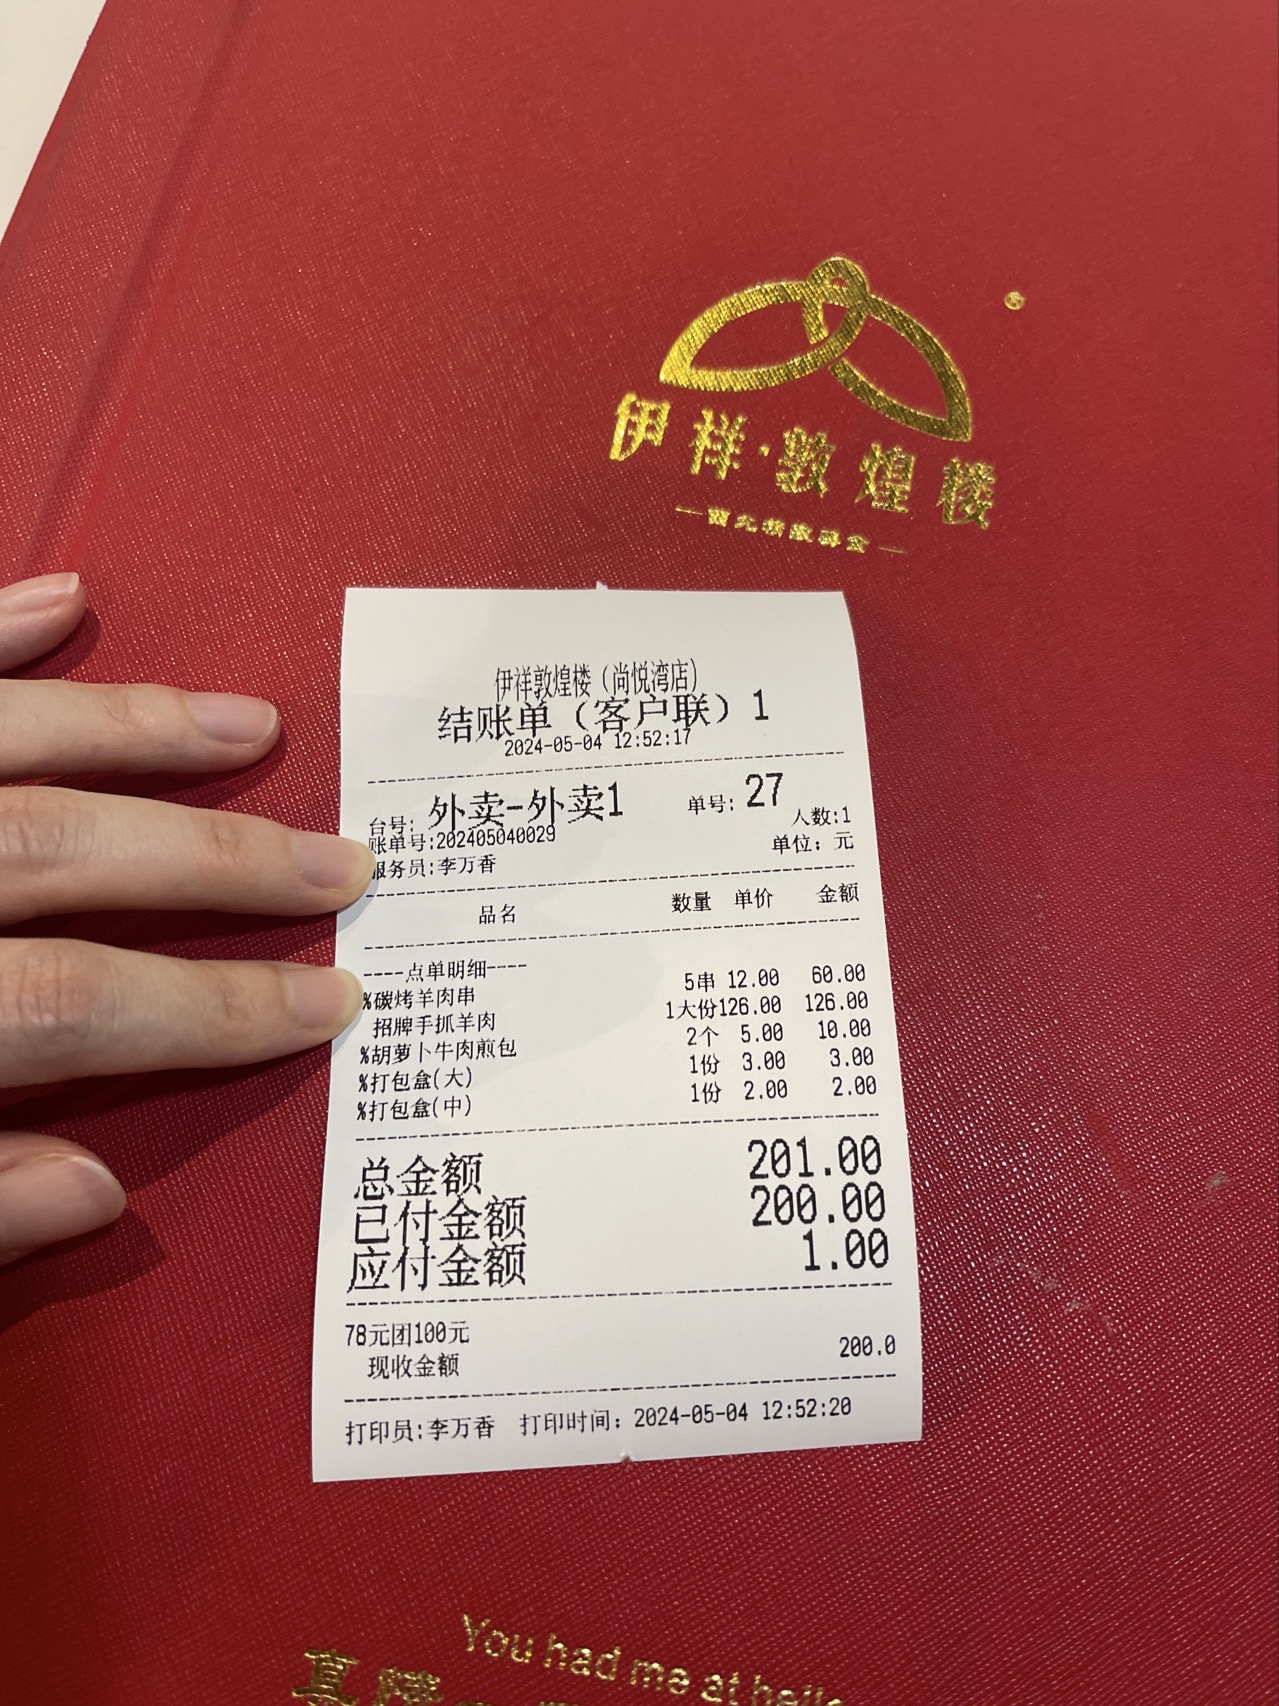 伊祥·敦煌楼
伊祥敦煌楼（尚悦湾店）
结账单（客户联）1
2024-05-04 12:52:17
台号: 外卖-外卖1 单号: 27
账单号:202405040029 人数:1
服务员:李万香 单位：元
品名 数量 单价 金额
----点单明细----
%碳烤羊肉串 5串 12.00 60.00
招牌手抓羊肉 1大份126.00 126.00
%胡萝卜牛肉煎包 2个 5.00 10.00
%打包盒(大) 1份 3.00 3.00
%打包盒(中) 1份 2.00 2.00
总金额 201.00
已付金额 200.00
应付金额 1.00
78元团100元
现收金额 200.0
打印员:李万香 打印时间：2024-05-04 12:52:20
You had me at hello